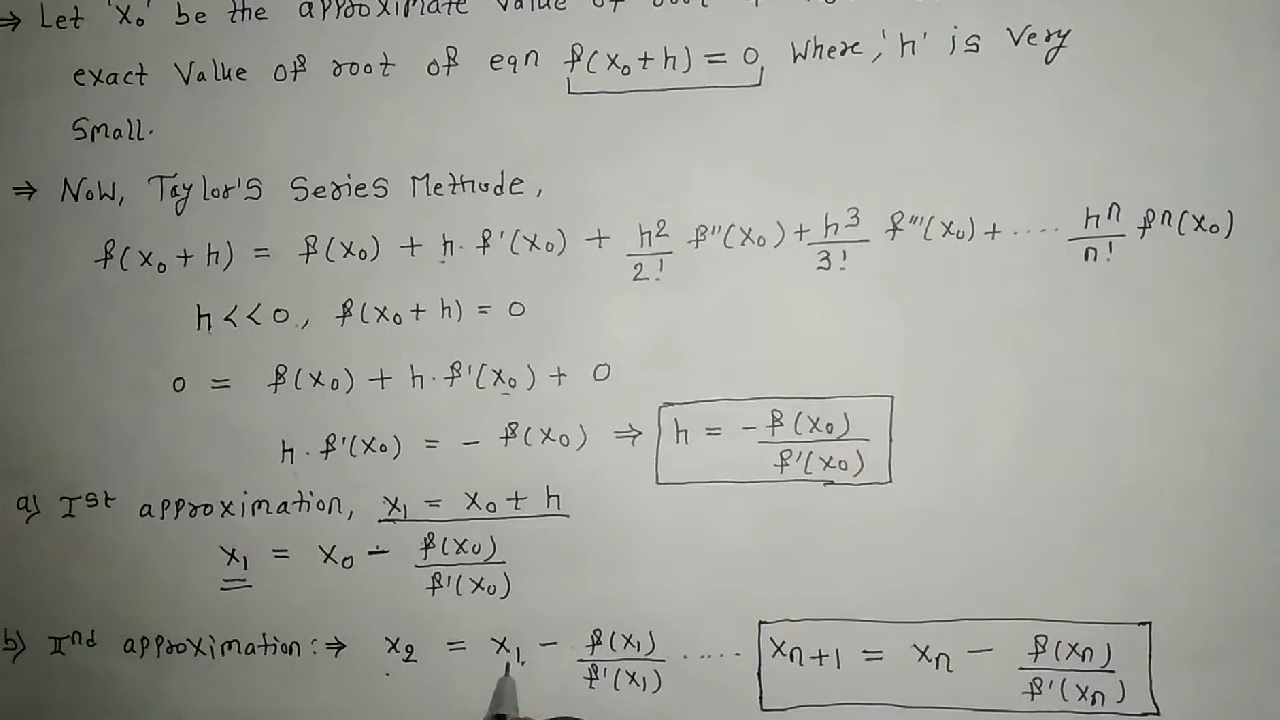 ⇒ Let 'x₀' be the approximate value of root
exact Value of root of eqn f(x₀+h) = 0, Where, 'h' is Very
Small.
⇒ Now, Taylor's Series Methode,
f(x₀+h) = f(x₀) + h·f'(x₀) + h²/2! f''(x₀) + h³/3! f'''(x₀) + .... hⁿ/n! fⁿ(x₀)
h<<0, f(x₀+h) = 0
0 = f(x₀) + h·f'(x₀) + 0
h·f'(x₀) = - f(x₀) ⇒ h = - f(x₀)/f'(x₀)
a) Iˢᵗ approximation, x₁ = x₀ + h
x₁ = x₀ - f(x₀)/f'(x₀)
b) IIⁿᵈ approximation:⇒ x₂ = x₁ - f(x₁)/f'(x₁) ..... xₙ₊₁ = xₙ - f(xₙ)/f'(xₙ)